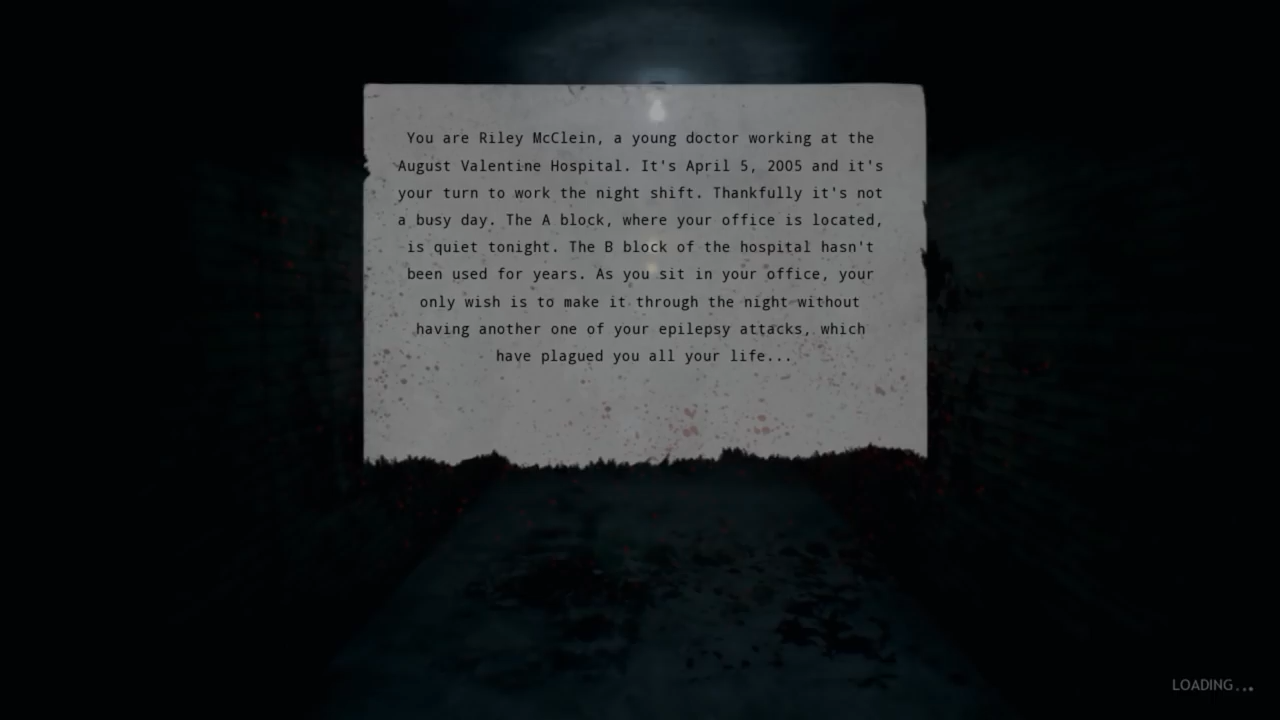 You are Riley McClein, a young doctor working at the
August Valentine Hospital. It's April 5, 2005 and it's
your turn to work the night shift. Thankfully it's not
a busy day. The A block, where your office is located,
is quiet tonight. The B block of the hospital hasn't
been used for years. As you sit in your office, your
only wish is to make it through the night without
having another one of your epilepsy attacks, which
have plagued you all your life...
LOADING...